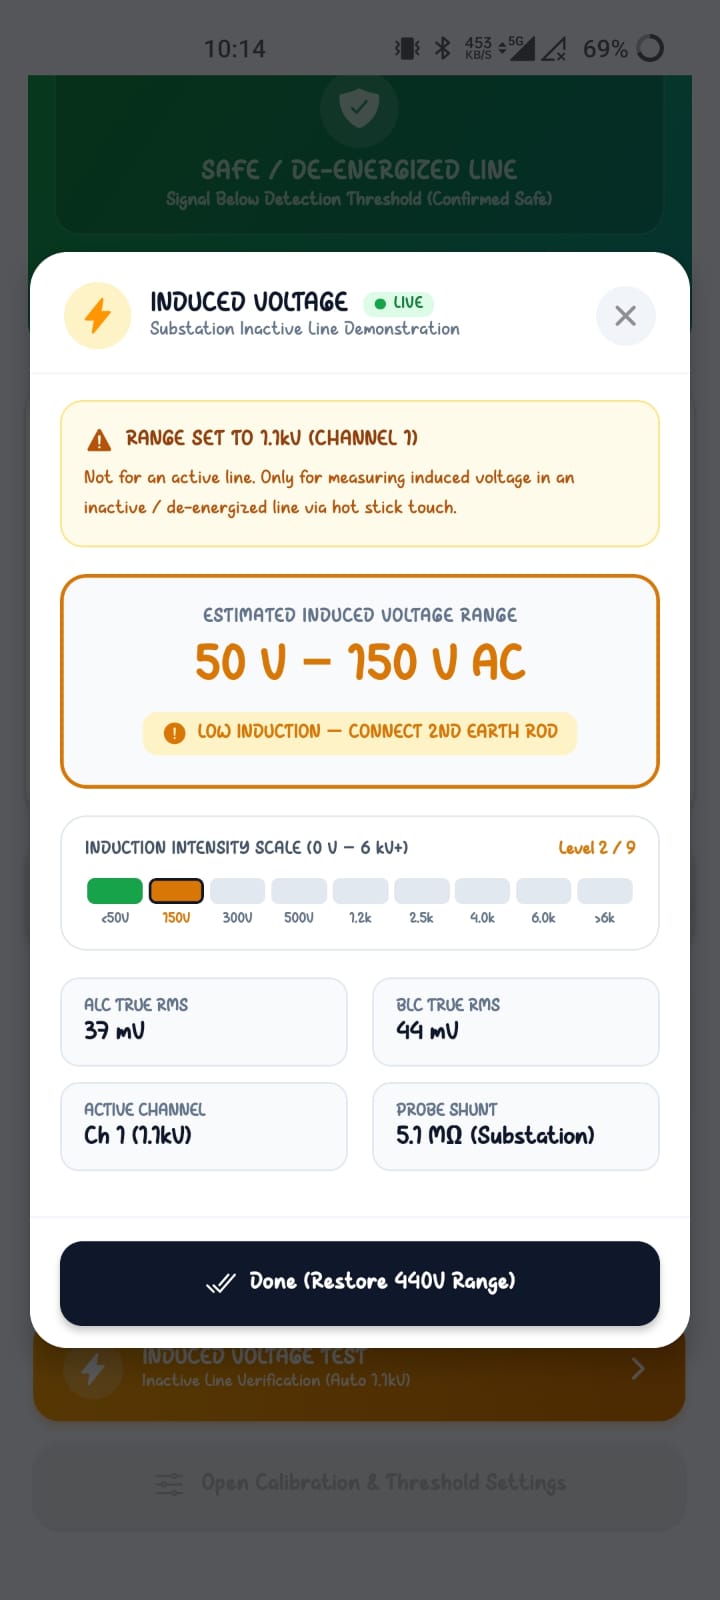 10:14
453 KB/S 5G 69%
SAFE / DE-ENERGIZED LINE
Signal Below Detection Threshold (Confirmed Safe)
INDUCED VOLTAGE LIVE
Substation Inactive Line Demonstration
RANGE SET TO 1.1kV (CHANNEL 1)
Not for an active line. Only for measuring induced voltage in an
inactive / de-energized line via hot stick touch.
ESTIMATED INDUCED VOLTAGE RANGE
50 V – 150 V AC
LOW INDUCTION — CONNECT 2ND EARTH ROD
INDUCTION INTENSITY SCALE (0 V – 6 kV+) Level 2 / 9
<50V 150V 300V 500V 1.2k 2.5k 4.0k 6.0k >6k
ALC TRUE RMS
37 mV
BLC TRUE RMS
44 mV
ACTIVE CHANNEL
Ch 1 (1.1kV)
PROBE SHUNT
5.1 MΩ (Substation)
Done (Restore 440V Range)
INDUCED VOLTAGE TEST
Inactive Line Verification (Auto 1.1kV)
Open Calibration & Threshold Settings